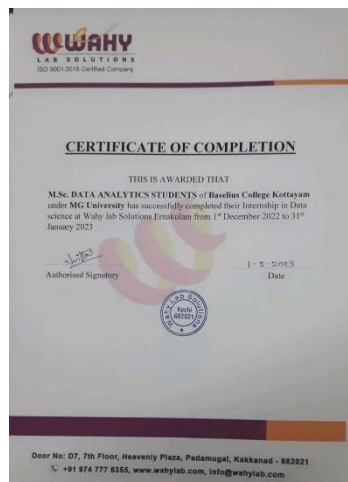 WAHY
LAB SOLUTIONS
ISO 9001:2015 Certified Company
CERTIFICATE OF COMPLETION
THIS IS AWARDED THAT
M.Sc. DATA ANALYTICS STUDENTS of Baselius College Kottayam
under MG University has successfully completed their Internship in Data
science at Wahy lab Solutions Ernakulam from 1st December 2022 to 31st
January 2023
1-2-2023
Authorised Signatory
Date
Wahy Lab Solutions
Kochi
682021
Door No: D7, 7th Floor, Heavenly Plaza, Padamugal, Kakkanad - 682021
+91 974 777 6355, www.wahylab.com, info@wahylab.com